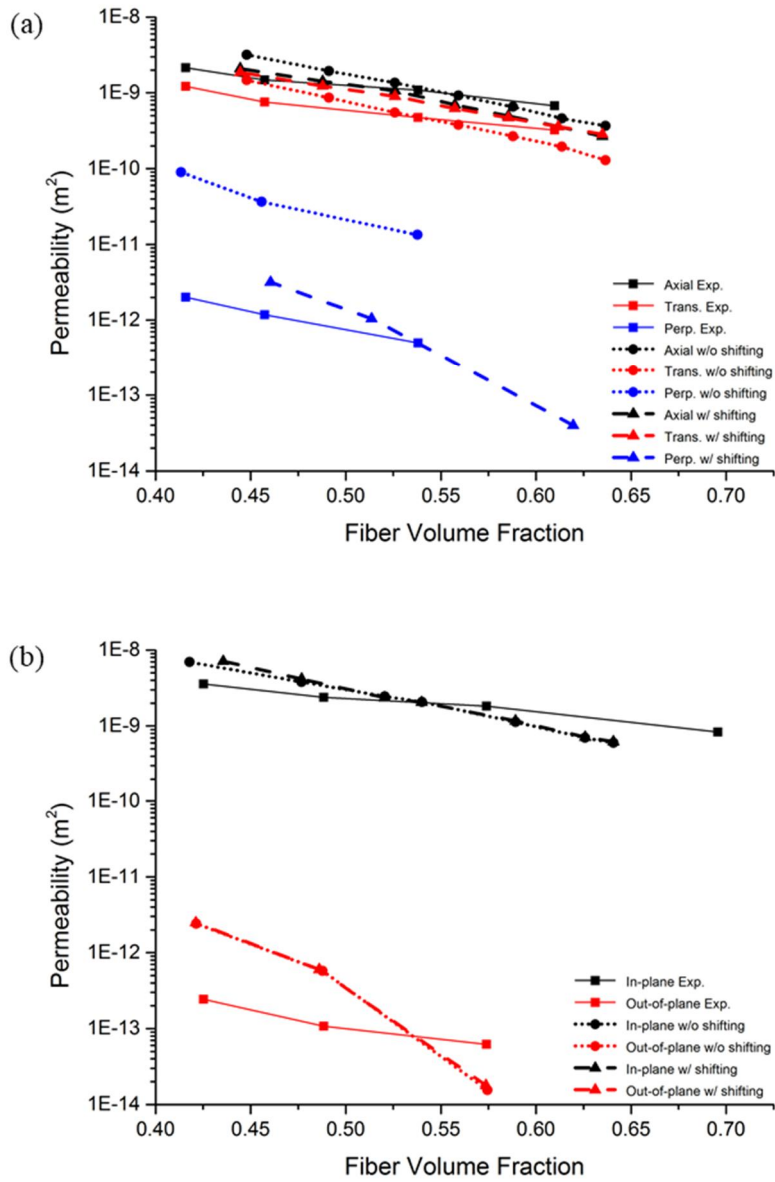 (a)
1E-8
1E-9
1E-10
1E-11
1E-12
1E-13
1E-14
Permeability (m²)
Axial Exp.
Trans. Exp.
Perp. Exp.
Axial w/o shifting
Trans. w/o shifting
Perp. w/o shifting
Axial w/ shifting
Trans. w/ shifting
Perp. w/ shifting
0.40 0.45 0.50 0.55 0.60 0.65 0.70
Fiber Volume Fraction
(b)
1E-8
1E-9
1E-10
1E-11
1E-12
1E-13
1E-14
Permeability (m²)
In-plane Exp.
Out-of-plane Exp.
In-plane w/o shifting
Out-of-plane w/o shifting
In-plane w/ shifting
Out-of-plane w/ shifting
0.40 0.45 0.50 0.55 0.60 0.65 0.70
Fiber Volume Fraction